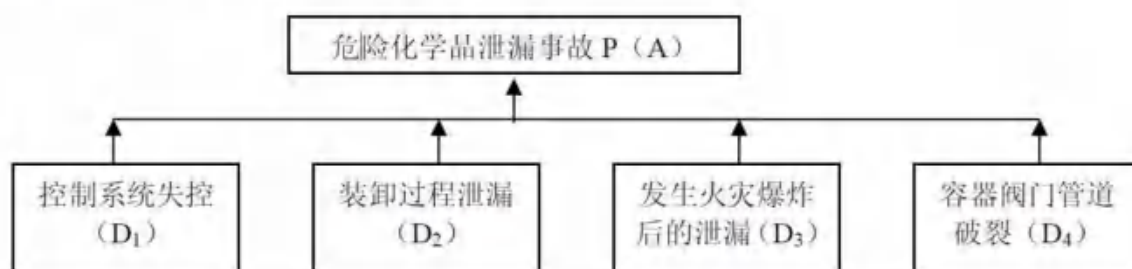 危险化学品泄漏事故 P（A）
控制系统失控
（D₁）
装卸过程泄漏
（D₂）
发生火灾爆炸
后的泄漏（D₃）
容器阀门管道
破裂（D₄）